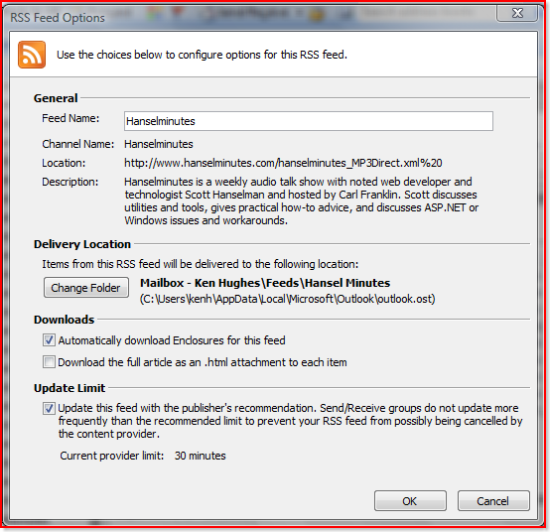 RSS Feed Options
Use the choices below to configure options for this RSS feed.
General
Feed Name: Hanselminutes
Channel Name: Hanselminutes
Location: http://www.hanselminutes.com/hanselminutes_MP3Direct.xml%20
Description: Hanselminutes is a weekly audio talk show with noted web developer and
technologist Scott Hanselman and hosted by Carl Franklin. Scott discusses
utilities and tools, gives practical how-to advice, and discusses ASP.NET or
Windows issues and workarounds.
Delivery Location
Items from this RSS feed will be delivered to the following location:
Change Folder Mailbox - Ken Hughes\Feeds\Hansel Minutes
(C:\Users\kenh\AppData\Local\Microsoft\Outlook\outlook.ost)
Downloads
Automatically download Enclosures for this feed
Download the full article as an .html attachment to each item
Update Limit
Update this feed with the publisher's recommendation. Send/Receive groups do not update more
frequently than the recommended limit to prevent your RSS feed from possibly being cancelled by
the content provider.
Current provider limit: 30 minutes
OK Cancel